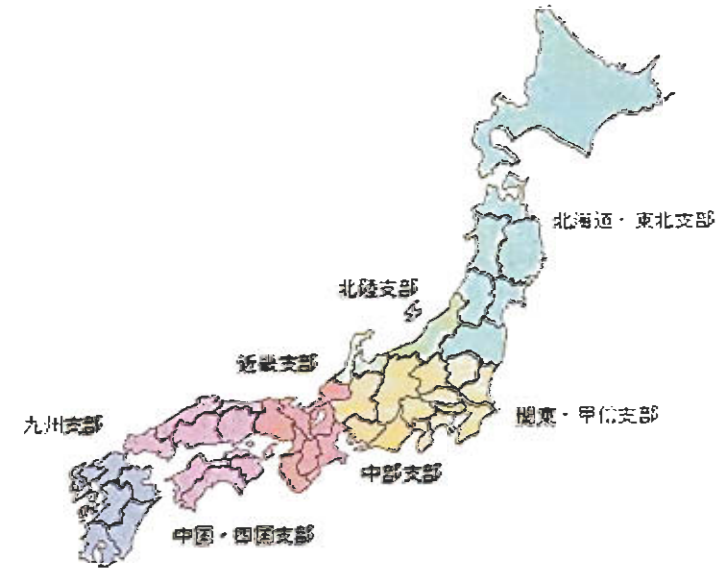 北海道・東北支部
北陸支部
近畿支部
関東・甲信支部
九州支部
中部支部
中国・四国支部